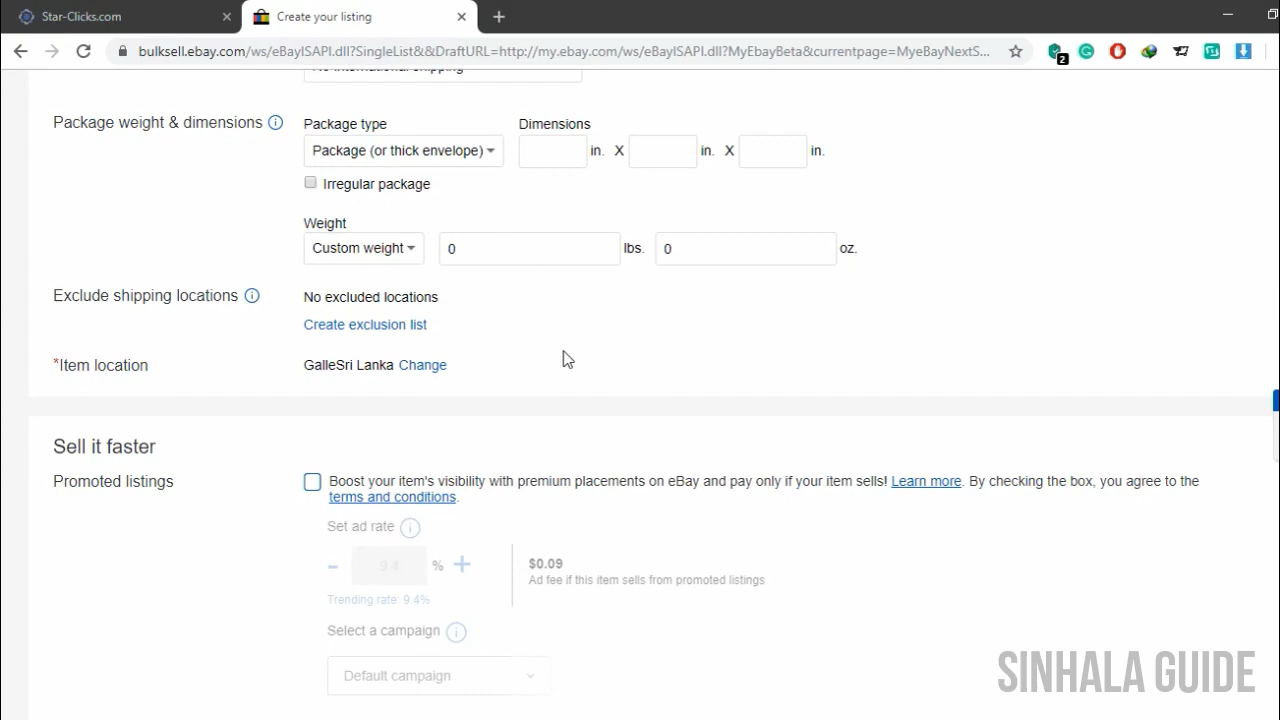 Star-Clicks.com
Create your listing
bulksell.ebay.com/ws/eBayISAPI.dll?SingleList&&DraftURL=http://my.ebay.com/ws/eBayISAPI.dll?MyEbayBeta&currentpage=MyeBayNextS...
2
No international shipping
Package weight & dimensions
Package type
Dimensions
Package (or thick envelope)
in. X in. X in.
Irregular package
Weight
Custom weight 0 lbs. 0 oz.
Exclude shipping locations
No excluded locations
Create exclusion list
*Item location
GalleSri Lanka Change
Sell it faster
Promoted listings
Boost your item's visibility with premium placements on eBay and pay only if your item sells! Learn more. By checking the box, you agree to the
terms and conditions.
Set ad rate
- 9.4 % +
$0.09
Ad fee if this item sells from promoted listings
Trending rate: 9.4%
Select a campaign
Default campaign
SINHALA GUIDE